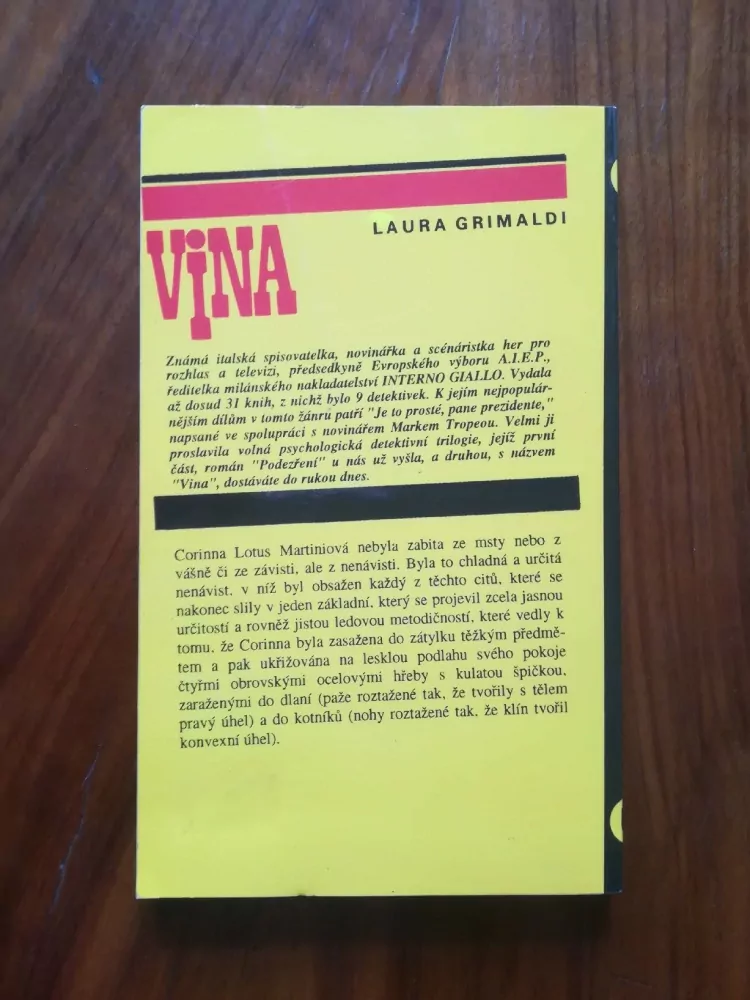 LAURA GRIMALDI
ViNA
Známá italská spisovatelka, novinářka a scénáristka her pro
rozhlas a televizi, předsedkyně Evropského výboru A.I.E.P.,
ředitelka milánského nakladatelství INTERNO GIALLO. Vydala
až dosud 31 knih, z nichž bylo 9 detektivek. K jejím nejpopulár-
nějším dílům v tomto žánru patří "Je to prosté, pane prezidente,"
napsané ve spolupráci s novinářem Markem Tropeou. Velmi ji
proslavila volná psychologická detektivní trilogie, jejíž první
část, román "Podezření" u nás už vyšla, a druhou, s názvem
"Vina", dostáváte do rukou dnes.
Corinna Lotus Martiniová nebyla zabita ze msty nebo z
vášně či ze závisti, ale z nenávisti. Byla to chladná a určitá
nenávist, v níž byl obsažen každý z těchto citů, které se
nakonec slily v jeden základní, který se projevil zcela jasnou
určitostí a rovněž jistou ledovou metodičností, které vedly k
tomu, že Corinna byla zasažena do zátylku těžkým předmě-
tem a pak ukřižována na lesklou podlahu svého pokoje
čtyřmi obrovskými ocelovými hřeby s kulatou špičkou,
zaraženými do dlaní (paže roztažené tak, že tvořily s tělem
pravý úhel) a do kotníků (nohy roztažené tak, že klín tvořil
konvexní úhel).